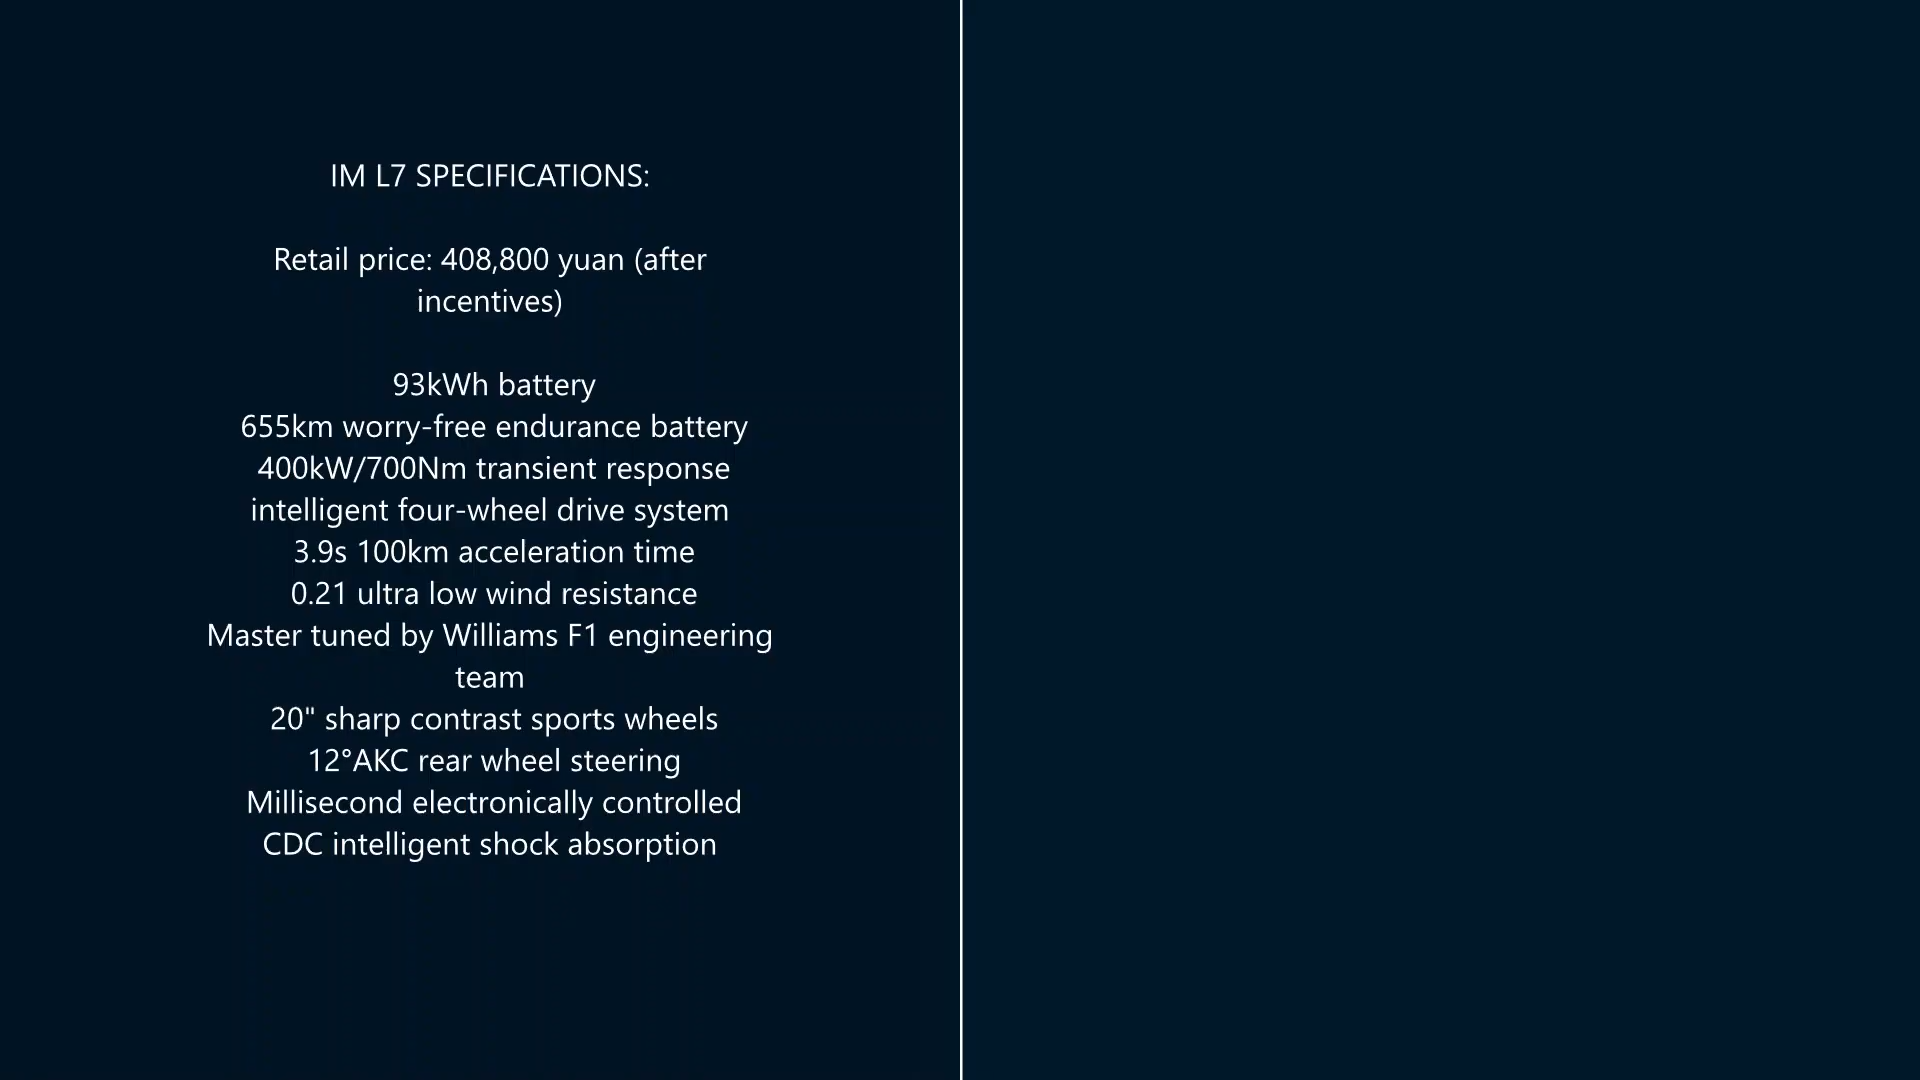 IM L7 SPECIFICATIONS:
Retail price: 408,800 yuan (after
incentives)
93kWh battery
655km worry-free endurance battery
400kW/700Nm transient response
intelligent four-wheel drive system
3.9s 100km acceleration time
0.21 ultra low wind resistance
Master tuned by Williams F1 engineering
team
20" sharp contrast sports wheels
12°AKC rear wheel steering
Millisecond electronically controlled
CDC intelligent shock absorption